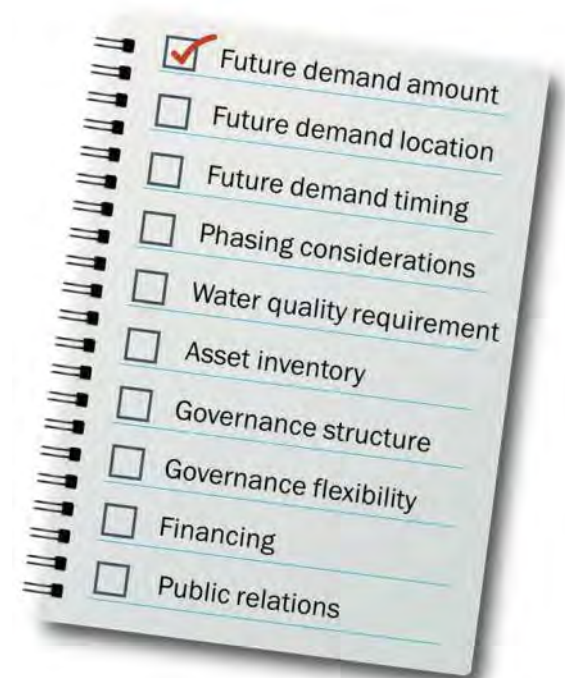 Future demand amount
Future demand location
Future demand timing
Phasing considerations
Water quality requirement
Asset inventory
Governance structure
Governance flexibility
Financing
Public relations